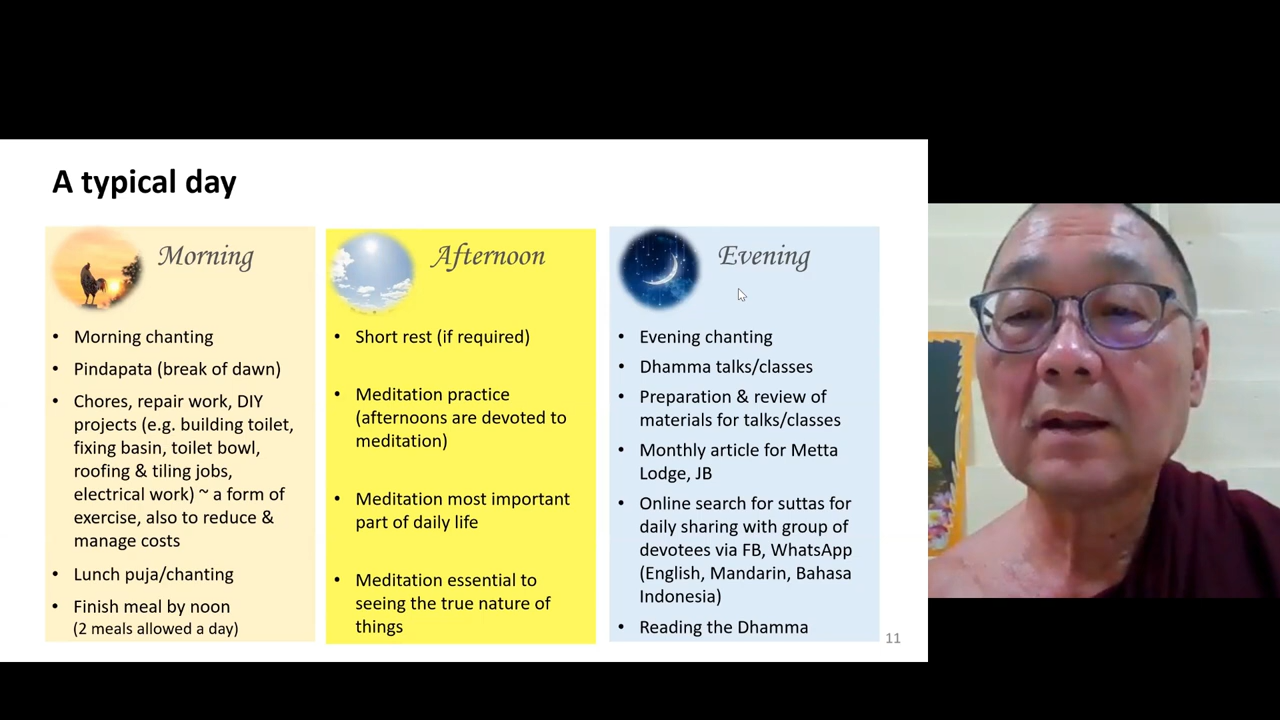 A typical day
Morning
• Morning chanting
• Pindapata (break of dawn)
• Chores, repair work, DIY
projects (e.g. building toilet,
fixing basin, toilet bowl,
roofing & tiling jobs,
electrical work) ~ a form of
exercise, also to reduce &
manage costs
• Lunch puja/chanting
• Finish meal by noon
(2 meals allowed a day)
Afternoon
• Short rest (if required)
• Meditation practice
(afternoons are devoted to
meditation)
• Meditation most important
part of daily life
• Meditation essential to
seeing the true nature of
things
Evening
• Evening chanting
• Dhamma talks/classes
• Preparation & review of
materials for talks/classes
• Monthly article for Metta
Lodge, JB
• Online search for suttas for
daily sharing with group of
devotees via FB, WhatsApp
(English, Mandarin, Bahasa
Indonesia)
• Reading the Dhamma
11